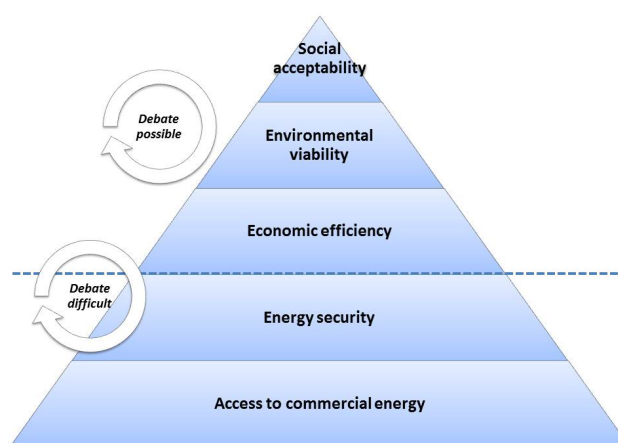 Social
acceptability
Debate
possible
Environmental
viability
Economic efficiency
Debate
difficult
Energy security
Access to commercial energy